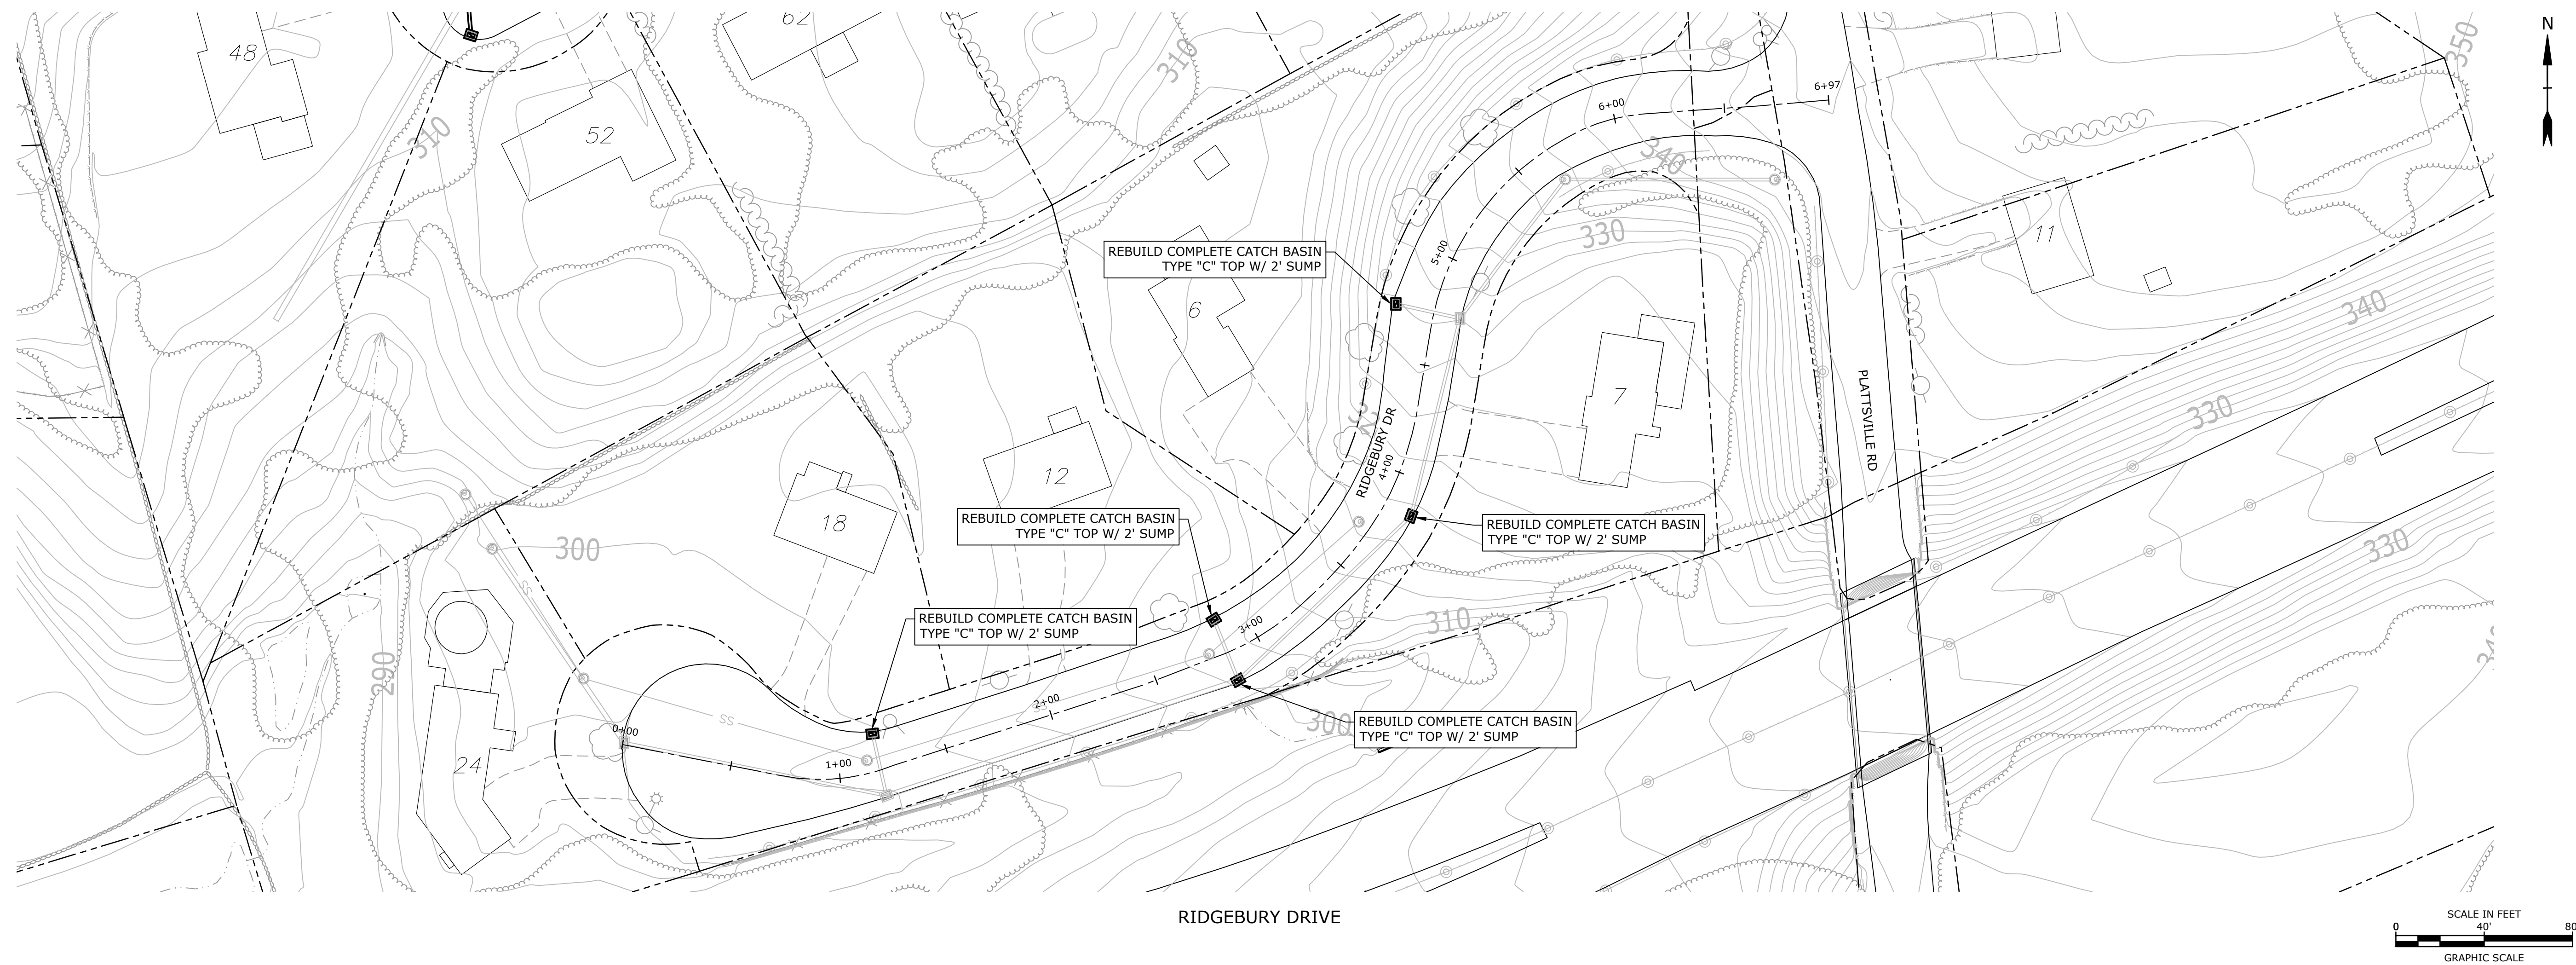 N
62
48
350
310
6+97
6+00
310
52
340
11
330
REBUILD COMPLETE CATCH BASIN
TYPE "C" TOP W/ 2' SUMP
5+00
6
340
7
PLATTSVILLE RD
RIDGEBURY DR
330
4+00
12
18
REBUILD COMPLETE CATCH BASIN
TYPE "C" TOP W/ 2' SUMP
REBUILD COMPLETE CATCH BASIN
TYPE "C" TOP W/ 2' SUMP
300
330
SS
REBUILD COMPLETE CATCH BASIN
TYPE "C" TOP W/ 2' SUMP
3+00
310
290
2+00
SS
300
REBUILD COMPLETE CATCH BASIN
TYPE "C" TOP W/ 2' SUMP
0+00
24
1+00
RIDGEBURY DRIVE
SCALE IN FEET
0 40' 80
GRAPHIC SCALE